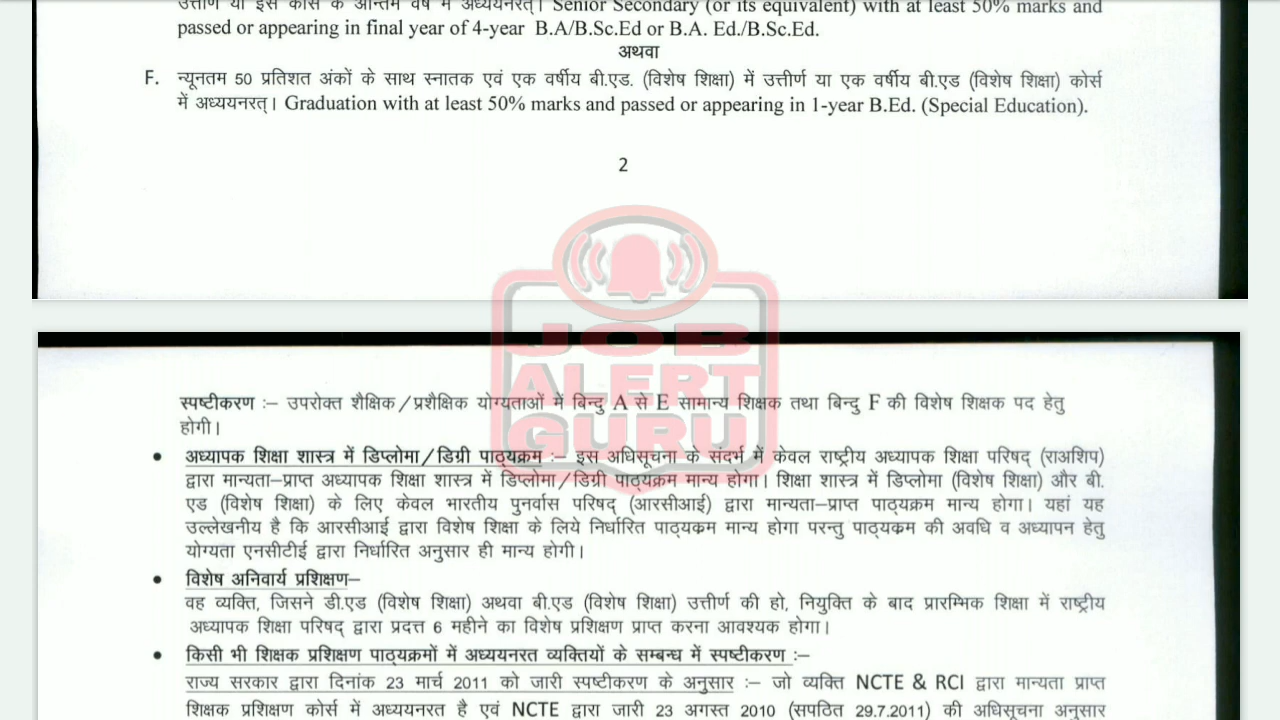 उत्तीर्ण या इस कोर्स के अन्तिम वर्ष में अध्ययनरत्। Senior Secondary (or its equivalent) with at least 50% marks and
passed or appearing in final year of 4-year B.A/B.Sc.Ed or B.A. Ed./B.Sc.Ed.
अथवा
F. न्यूनतम 50 प्रतिशत अंकों के साथ स्नातक एवं एक वर्षीय बी.एड. (विशेष शिक्षा) में उत्तीर्ण या एक वर्षीय बी.एड (विशेष शिक्षा) कोर्स
में अध्ययनरत्। Graduation with at least 50% marks and passed or appearing in 1-year B.Ed. (Special Education).
2
JOB
ALERT
GURU
स्पष्टीकरण :– उपरोक्त शैक्षिक/प्रशैक्षिक योग्यताओं में बिन्दु A से E सामान्य शिक्षक तथा बिन्दु F की विशेष शिक्षक पद हेतु
होगी।
• अध्यापक शिक्षा शास्त्र में डिप्लोमा/डिग्री पाठ्यक्रम :– इस अधिसूचना के संदर्भ में केवल राष्ट्रीय अध्यापक शिक्षा परिषद् (राअशिप)
द्वारा मान्यता–प्राप्त अध्यापक शिक्षा शास्त्र में डिप्लोमा/डिग्री पाठ्यक्रम मान्य होगा। शिक्षा शास्त्र में डिप्लोमा (विशेष शिक्षा) और बी.
एड (विशेष शिक्षा) के लिए केवल भारतीय पुनर्वास परिषद् (आरसीआई) द्वारा मान्यता–प्राप्त पाठ्यक्रम मान्य होगा। यहां यह
उल्लेखनीय है कि आरसीआई द्वारा विशेष शिक्षा के लिये निर्धारित पाठ्यक्रम मान्य होगा परन्तु पाठ्यक्रम की अवधि व अध्यापन हेतु
योग्यता एनसीटीई द्वारा निर्धारित अनुसार ही मान्य होगी।
• विशेष अनिवार्य प्रशिक्षण–
वह व्यक्ति, जिसने डी.एड (विशेष शिक्षा) अथवा बी.एड (विशेष शिक्षा) उत्तीर्ण की हो, नियुक्ति के बाद प्रारम्भिक शिक्षा में राष्ट्रीय
अध्यापक शिक्षा परिषद् द्वारा प्रदत्त 6 महीने का विशेष प्रशिक्षण प्राप्त करना आवश्यक होगा।
• किसी भी शिक्षक प्रशिक्षण पाठ्यक्रमों में अध्ययनरत व्यक्तियों के सम्बन्ध में स्पष्टीकरण :–
राज्य सरकार द्वारा दिनांक 23 मार्च 2011 को जारी स्पष्टीकरण के अनुसार :– जो व्यक्ति NCTE & RCI द्वारा मान्यता प्राप्त
शिक्षक प्रशिक्षण कोर्स में अध्ययनरत है एवं NCTE द्वारा जारी 23 अगस्त 2010 (सपठित 29.7.2011) की अधिसूचना अनुसार